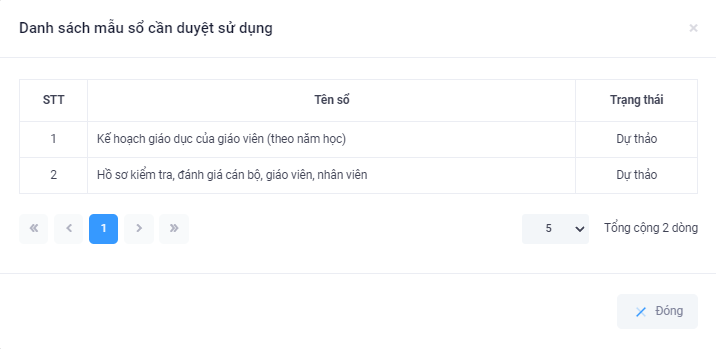 Danh sách mẫu sổ cần duyệt sử dụng
×
STT Tên sổ Trạng thái
1 Kế hoạch giáo dục của giáo viên (theo năm học) Dự thảo
2 Hồ sơ kiểm tra, đánh giá cán bộ, giáo viên, nhân viên Dự thảo
« ‹ 1 › » 5 Tổng cộng 2 dòng
Đóng